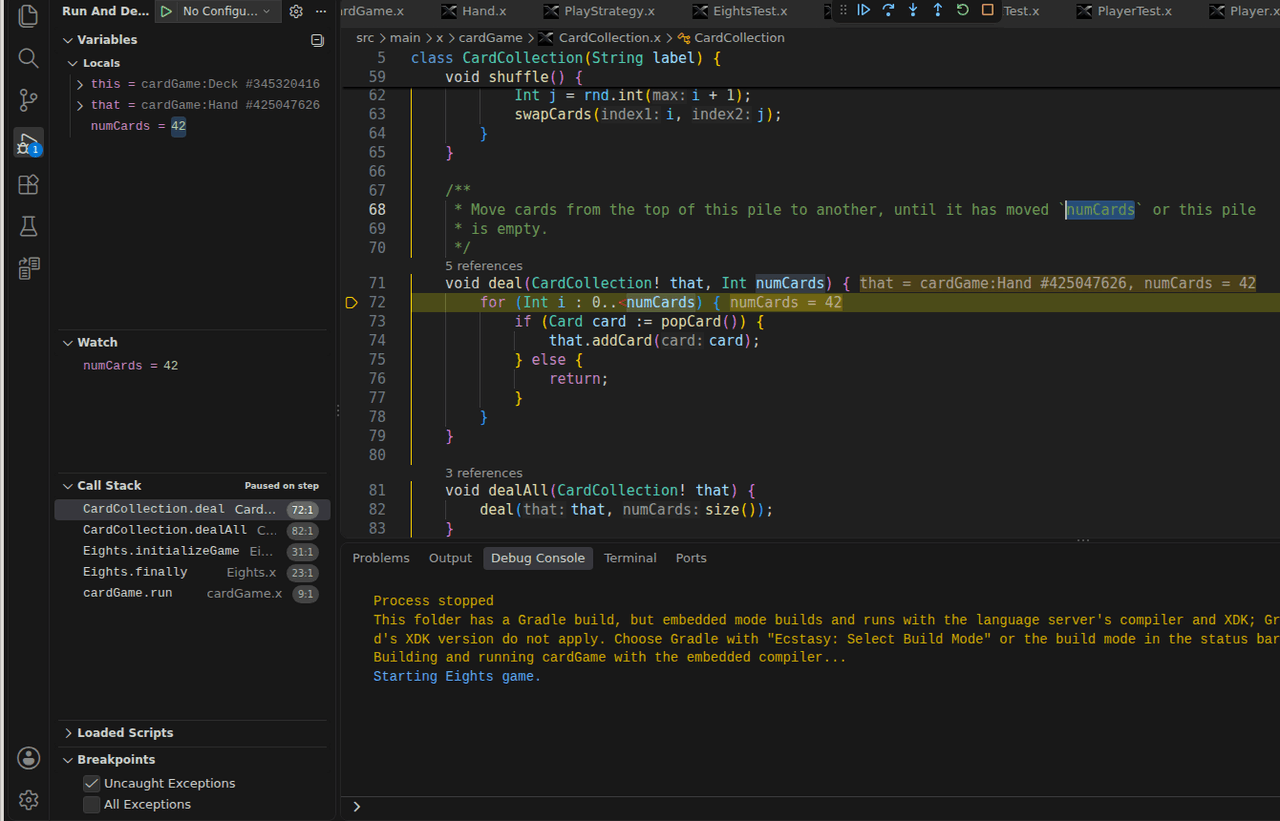 Run And De... No Configu...
Variables
Locals
this = cardGame:Deck #345320416
that = cardGame:Hand #425047626
numCards = 42
Watch
numCards = 42
Call Stack Paused on step
CardCollection.deal Card... 72:1
CardCollection.dealAll C... 82:1
Eights.initializeGame Ei... 31:1
Eights.finally Eights.x 23:1
cardGame.run cardGame.x 9:1
Loaded Scripts
Breakpoints
Uncaught Exceptions
All Exceptions
1
rdGame.x Hand.x PlayStrategy.x EightsTest.x Test.x PlayerTest.x Player.x
src > main > x > cardGame > CardCollection.x > CardCollection
5 class CardCollection(String label) {
59 void shuffle() {
62 Int j = rnd.int(max: i + 1);
63 swapCards(index1: i, index2: j);
64 }
65 }
66
67 /**
68 * Move cards from the top of this pile to another, until it has moved `numCards` or this pile
69 * is empty.
70 */
5 references
71 void deal(CardCollection! that, Int numCards) { that = cardGame:Hand #425047626, numCards = 42
72 for (Int i : 0..<numCards) { numCards = 42
73 if (Card card := popCard()) {
74 that.addCard(card: card);
75 } else {
76 return;
77 }
78 }
79 }
80
3 references
81 void dealAll(CardCollection! that) {
82 deal(that: that, numCards: size());
83 }
Problems Output Debug Console Terminal Ports
Process stopped
This folder has a Gradle build, but embedded mode builds and runs with the language server's compiler and XDK; Gr
d's XDK version do not apply. Choose Gradle with "Ecstasy: Select Build Mode" or the build mode in the status bar
Building and running cardGame with the embedded compiler...
Starting Eights game.
>